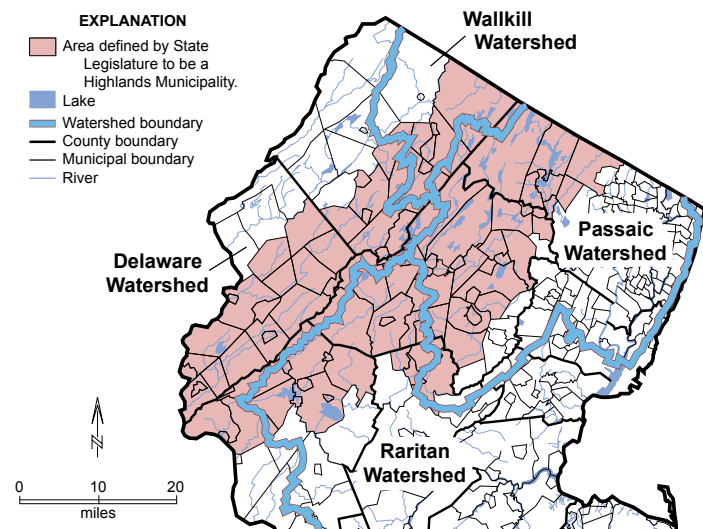 EXPLANATION
Area defined by State
Legislature to be a
Highlands Municipality.
Lake
Watershed boundary
County boundary
Municipal boundary
River
Wallkill
Watershed
Passaic
Watershed
Delaware
Watershed
Raritan
Watershed
N
0 10 20
miles